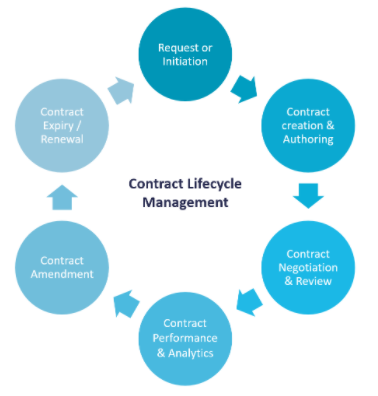 Request or
Initiation
Contract
creation &
Authoring
Contract
Negotiation
& Review
Contract
Performance
& Analytics
Contract
Amendment
Contract
Expiry /
Renewal
Contract Lifecycle
Management